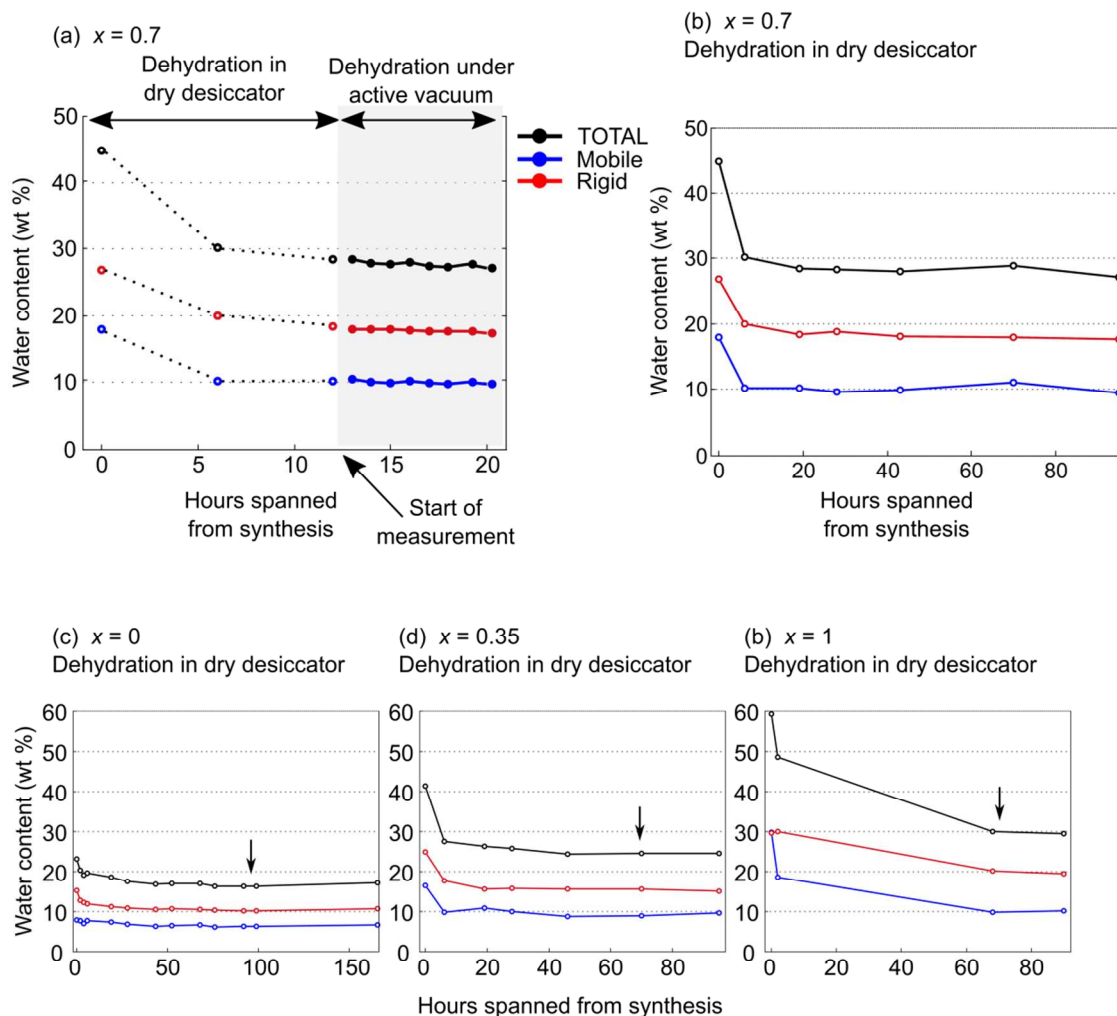 (a) x = 0.7
Dehydration in
dry desiccator
Dehydration under
active vacuum
50
40
30
20
10
0
Water content (wt %)
0 5 10 15 20
Hours spanned
from synthesis
Start of
measurement
TOTAL
Mobile
Rigid
(b) x = 0.7
Dehydration in dry desiccator
50
40
30
20
10
0
Water content (wt %)
0 20 40 60 80
Hours spanned
from synthesis
(c) x = 0
Dehydration in dry desiccator
60
50
40
30
20
10
0
Water content (wt %)
0 50 100 150
(d) x = 0.35
Dehydration in dry desiccator
60
50
40
30
20
10
0
0 20 40 60 80
(b) x = 1
Dehydration in dry desiccator
60
50
40
30
20
10
0
0 20 40 60 80
Hours spanned from synthesis